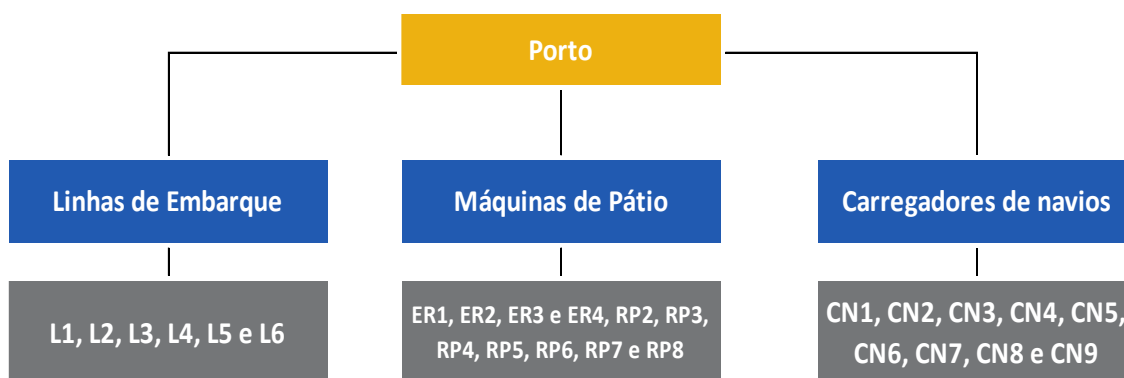 Porto
Linhas de Embarque
Máquinas de Pátio
Carregadores de navios
L1, L2, L3, L4, L5 e L6
ER1, ER2, ER3 e ER4, RP2, RP3,
RP4, RP5, RP6, RP7 e RP8
CN1, CN2, CN3, CN4, CN5,
CN6, CN7, CN8 e CN9